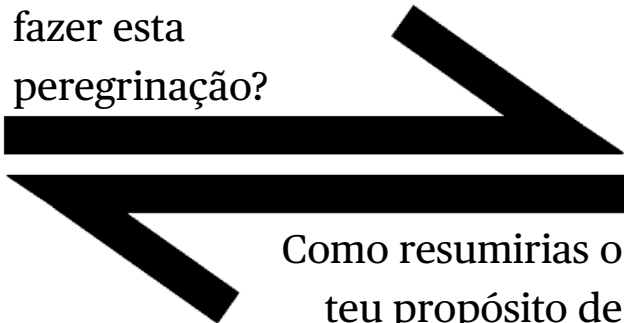 fazer esta
peregrinação?
Como resumirias o
teu propósito de